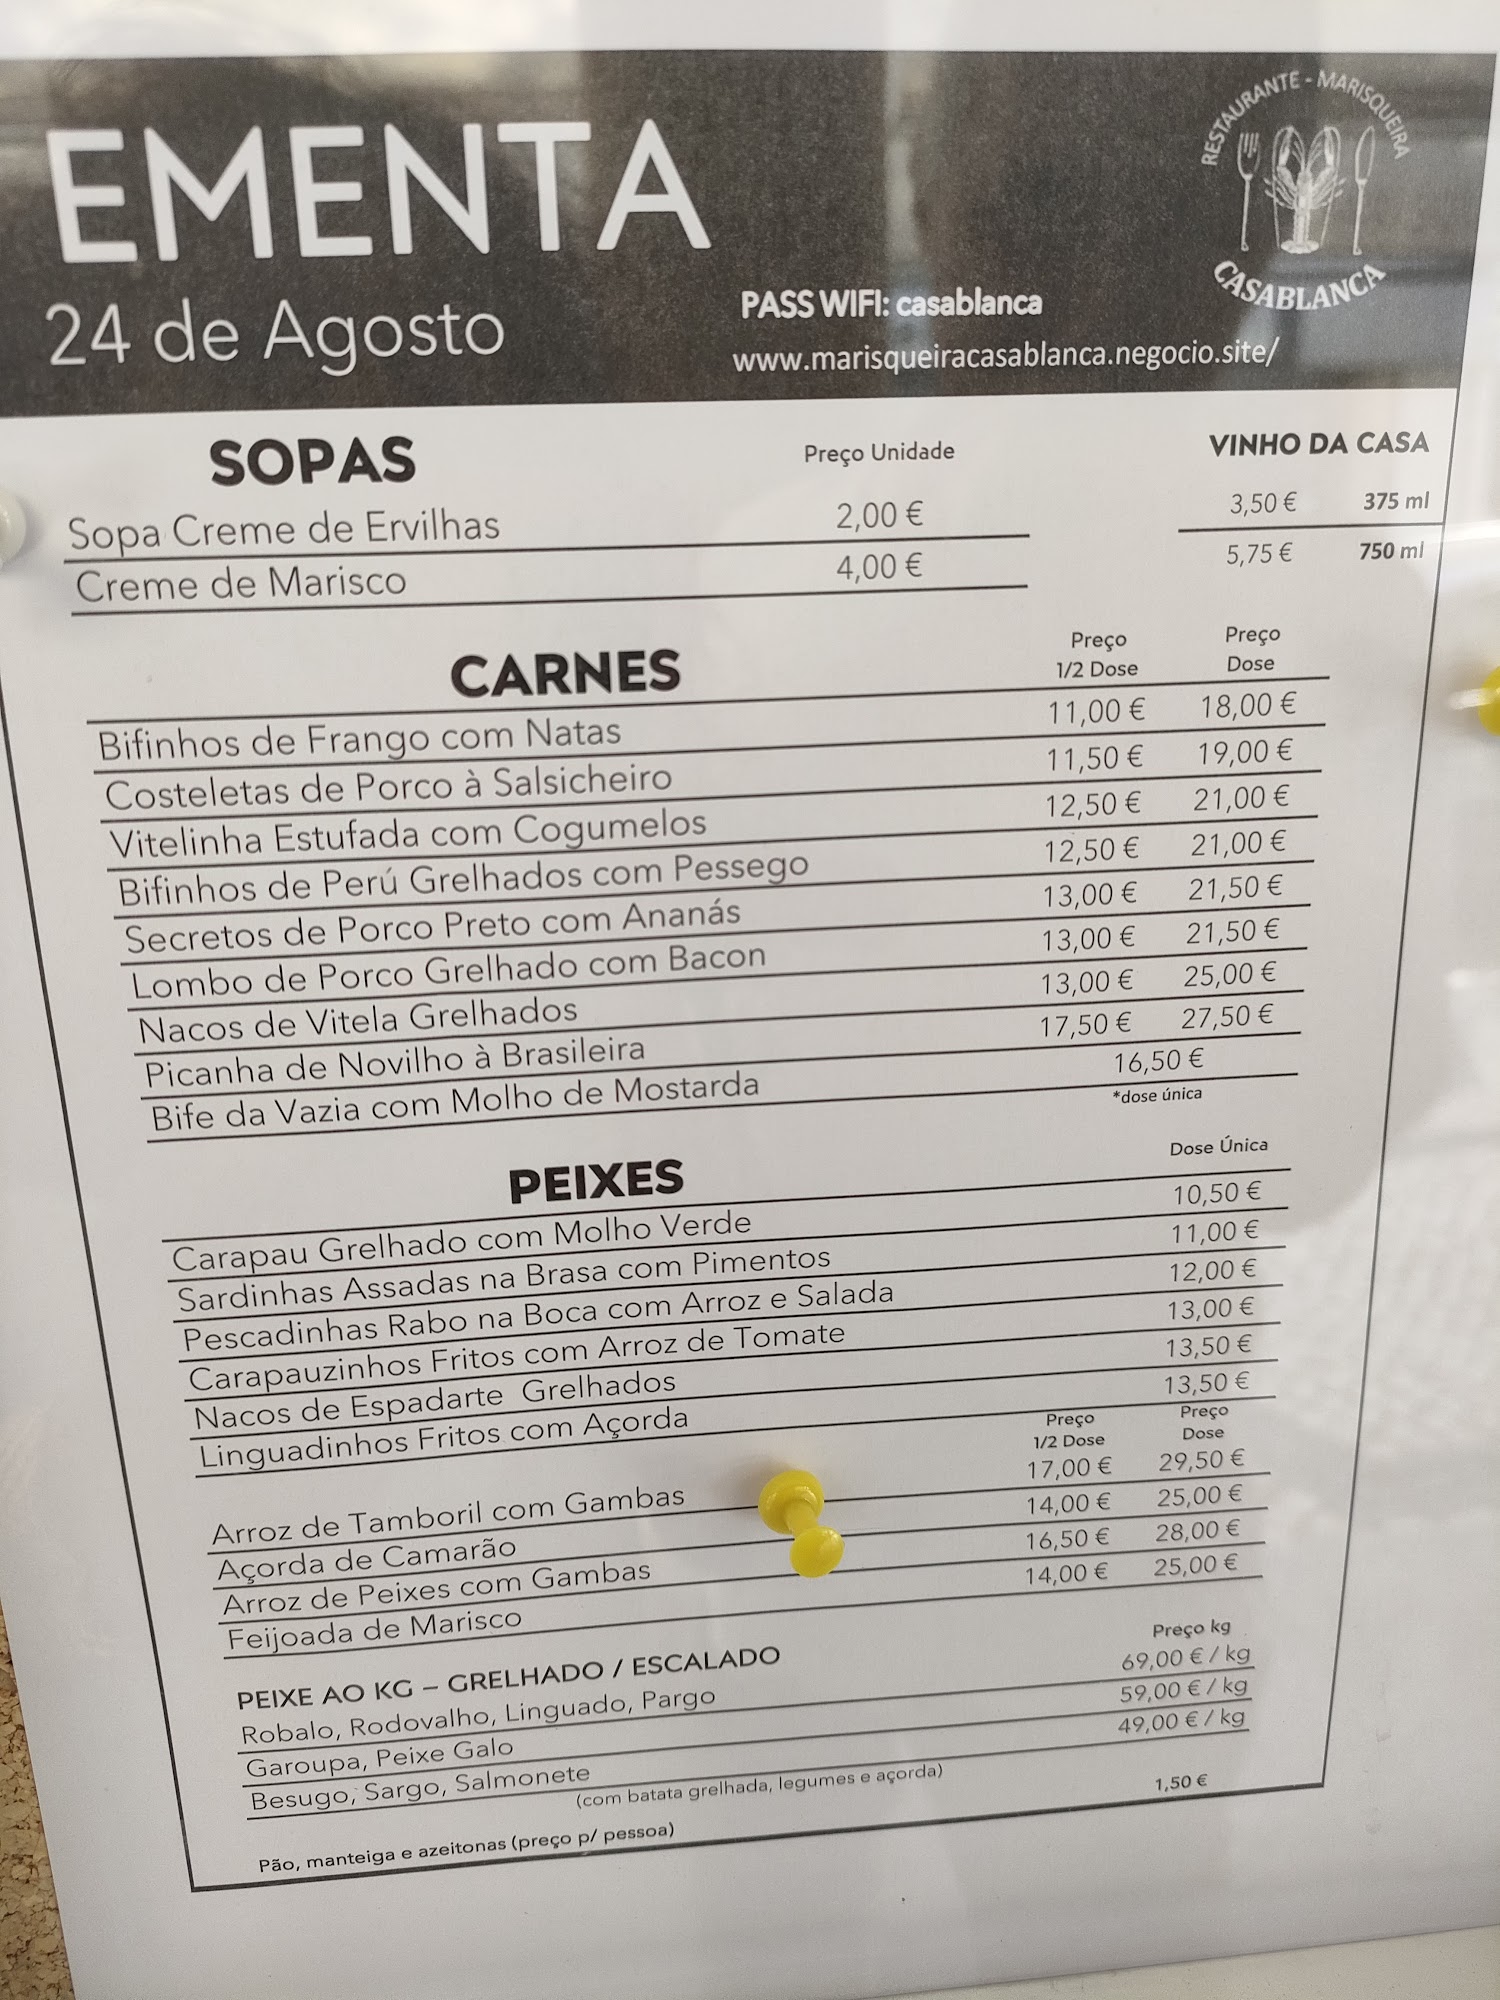 RESTAURANTE - MARISQUEIRA
CASABLANCA
EMENTA
24 de Agosto
PASS WIFI: casablanca
www.marisqueiracasablanca.negocio.site/
SOPAS Preço Unidade
Sopa Creme de Ervilhas 2,00 €
Creme de Marisco 4,00 €
VINHO DA CASA
3,50 € 375 ml
5,75 € 750 ml
CARNES Preço 1/2 Dose Preço Dose
Bifinhos de Frango com Natas 11,00 € 18,00 €
Costeletas de Porco à Salsicheiro 11,50 € 19,00 €
Vitelinha Estufada com Cogumelos 12,50 € 21,00 €
Bifinhos de Perú Grelhados com Pessego 12,50 € 21,00 €
Secretos de Porco Preto com Ananás 13,00 € 21,50 €
Lombo de Porco Grelhado com Bacon 13,00 € 21,50 €
Nacos de Vitela Grelhados 13,00 € 25,00 €
Picanha de Novilho à Brasileira 17,50 € 27,50 €
Bife da Vazia com Molho de Mostarda 16,50 €
*dose única
PEIXES Dose Única
Carapau Grelhado com Molho Verde 10,50 €
Sardinhas Assadas na Brasa com Pimentos 11,00 €
Pescadinhas Rabo na Boca com Arroz e Salada 12,00 €
Carapauzinhos Fritos com Arroz de Tomate 13,00 €
Nacos de Espadarte Grelhados 13,50 €
Linguadinhos Fritos com Açorda 13,50 €
Preço 1/2 Dose Preço Dose
Arroz de Tamboril com Gambas 17,00 € 29,50 €
Açorda de Camarão 14,00 € 25,00 €
Arroz de Peixes com Gambas 16,50 € 28,00 €
Feijoada de Marisco 14,00 € 25,00 €
PEIXE AO KG – GRELHADO / ESCALADO Preço kg
Robalo, Rodovalho, Linguado, Pargo 69,00 € / kg
Garoupa, Peixe Galo 59,00 € / kg
Besugo, Sargo, Salmonete 49,00 € / kg
(com batata grelhada, legumes e açorda)
Pão, manteiga e azeitonas (preço p/ pessoa) 1,50 €